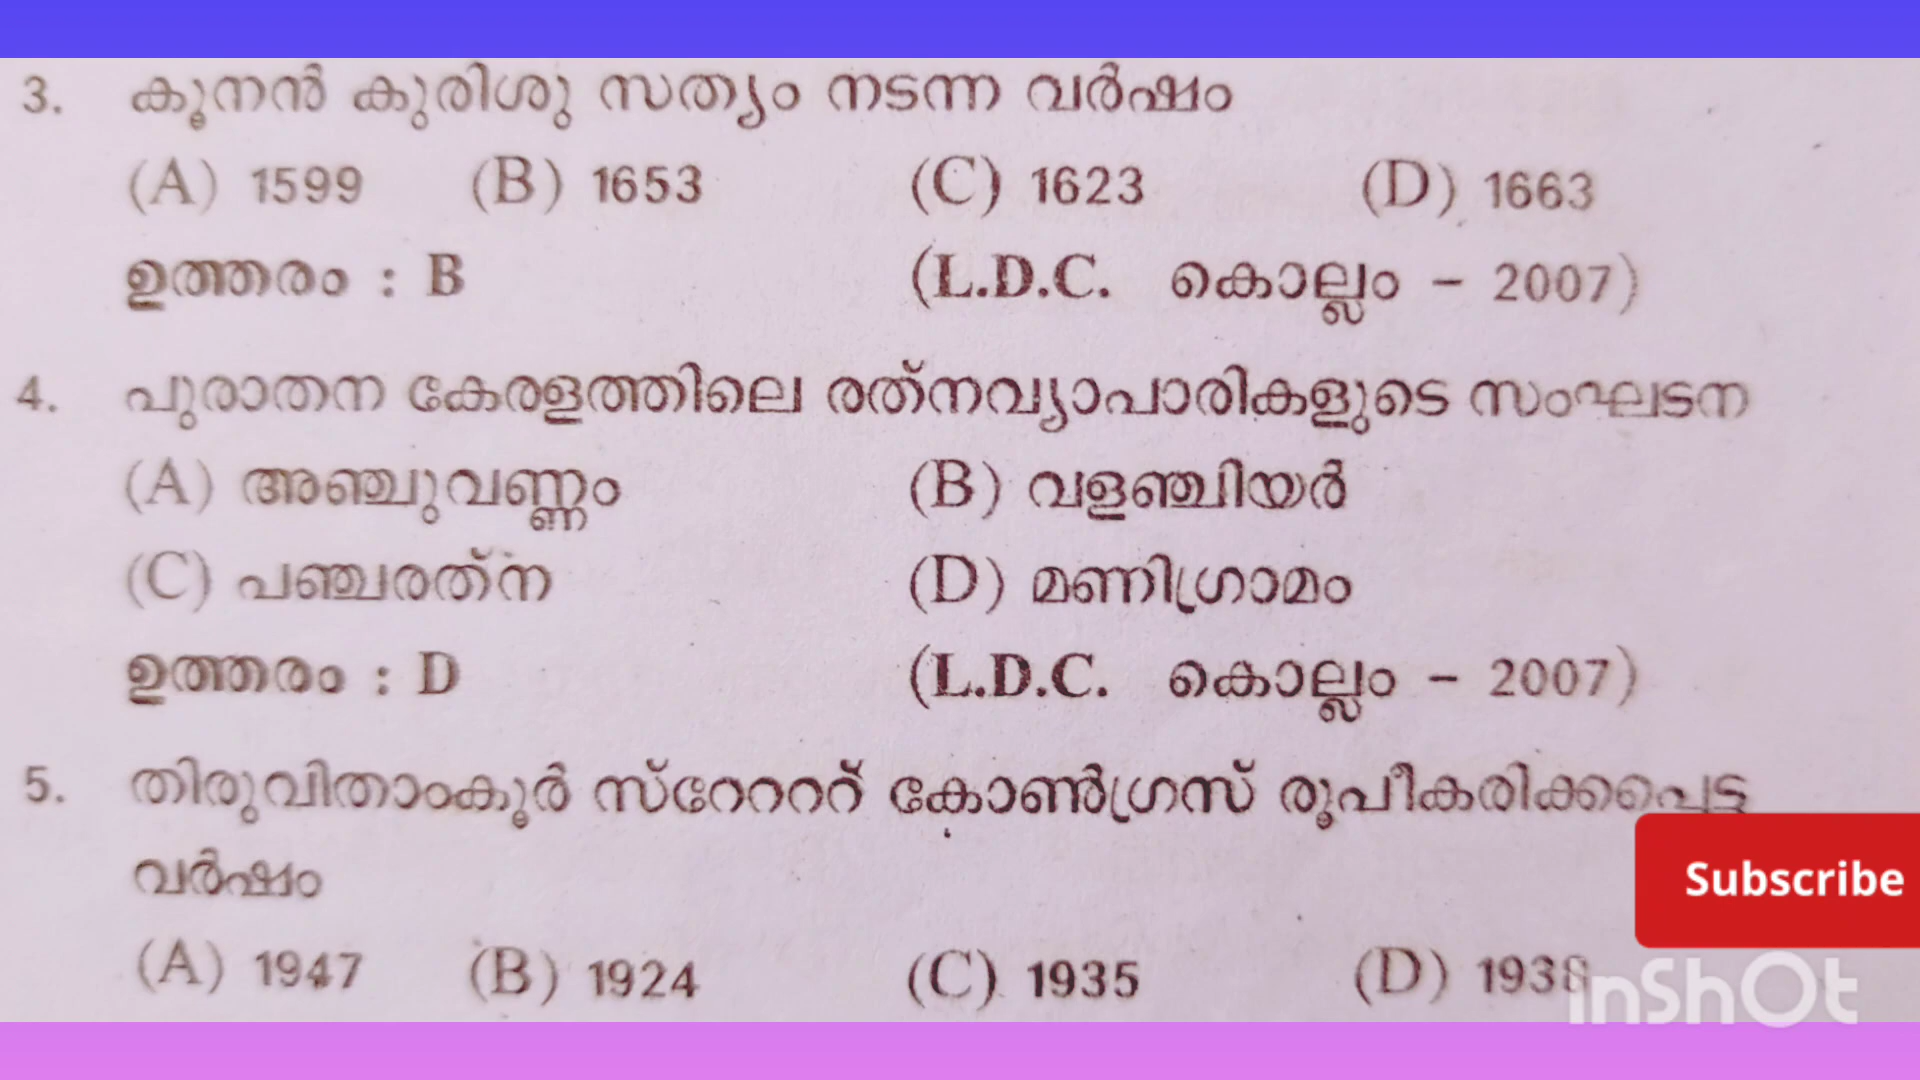 3. കൂനൻ കുരിശു സത്യം നടന്ന വർഷം
(A) 1599 (B) 1653 (C) 1623 (D) 1663
ഉത്തരം : B (L.D.C. കൊല്ലം – 2007)
4. പുരാതന കേരളത്തിലെ രത്‌നവ്യാപാരികളുടെ സംഘടന
(A) അഞ്ചുവണ്ണം (B) വളഞ്ചിയർ
(C) പഞ്ചരത്‌ന (D) മണിഗ്രാമം
ഉത്തരം : D (L.D.C. കൊല്ലം – 2007)
5. തിരുവിതാംകൂർ സ്റേററററ് കോൺഗ്രസ് രൂപീകരിക്കപ്പെട്ട
വർഷം
Subscribe
(A) 1947 (B) 1924 (C) 1935 (D) 1938
InShOt